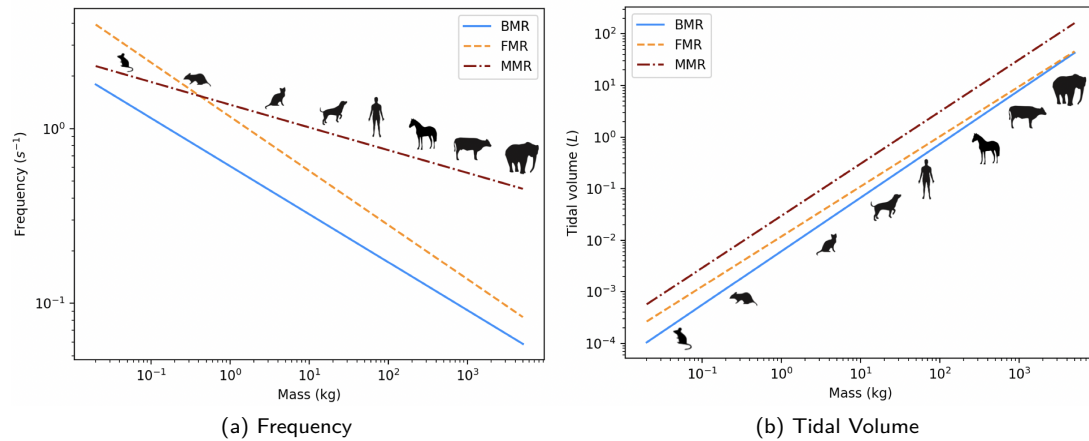 BMR
FMR
MMR
10⁰
10⁻¹
Frequency (s⁻¹)
10⁻¹ 10⁰ 10¹ 10² 10³
Mass (kg)
(a) Frequency
BMR
FMR
MMR
10²
10¹
10⁰
10⁻¹
10⁻²
10⁻³
10⁻⁴
Tidal volume (L)
10⁻¹ 10⁰ 10¹ 10² 10³
Mass (kg)
(b) Tidal Volume